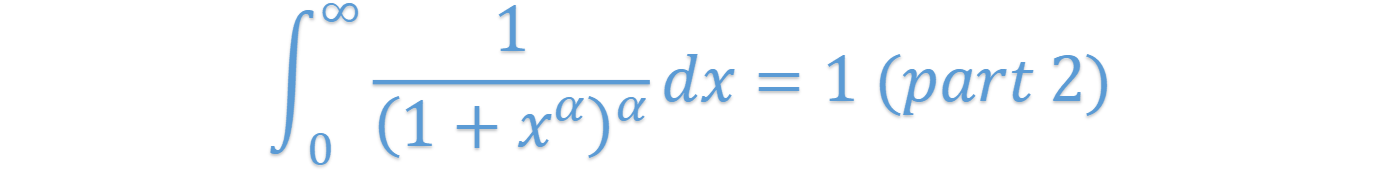 ∫₀^∞ 1/(1 + x^α)^α dx = 1 (part 2)